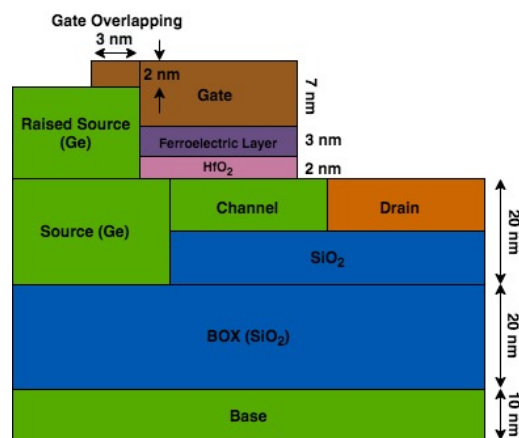 Gate Overlapping
3 nm
2 nm
Gate
7 nm
Raised Source
(Ge)
Ferroelectric Layer
3 nm
HfO₂
2 nm
Source (Ge)
Channel
Drain
20 nm
SiO₂
BOX (SiO₂)
20 nm
Base
10 nm